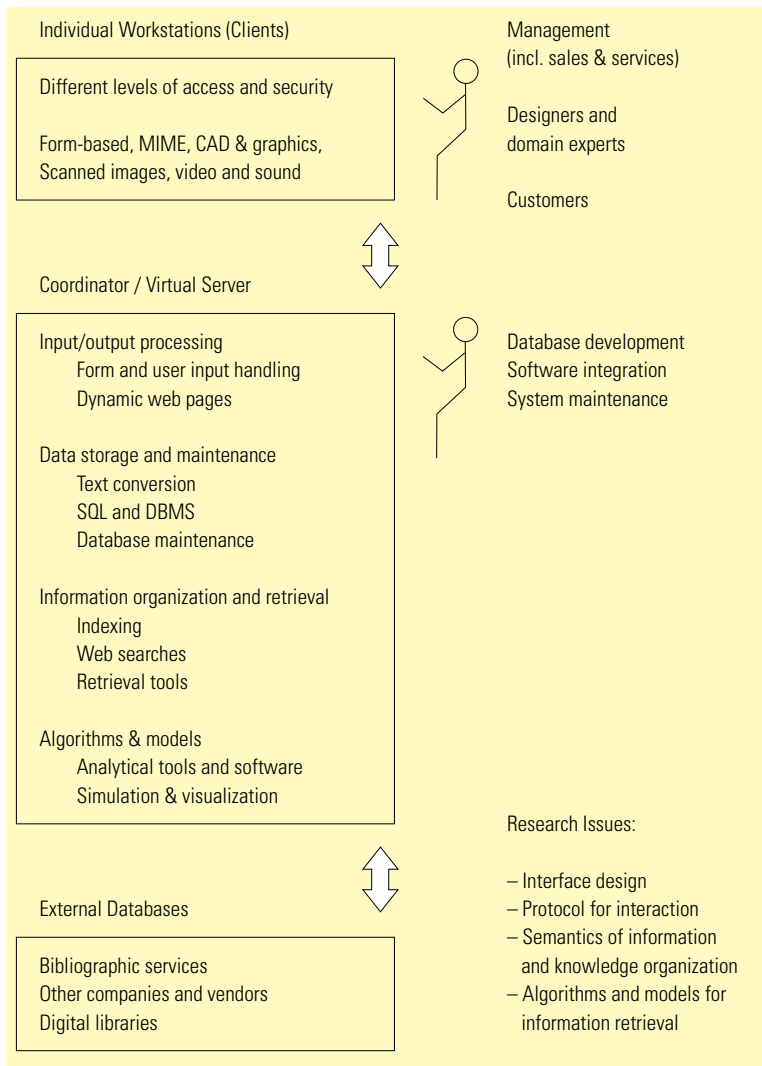 Individual Workstations (Clients)
Different levels of access and security
Form-based, MIME, CAD & graphics,
Scanned images, video and sound
Management
(incl. sales & services)
Designers and
domain experts
Customers
Coordinator / Virtual Server
Input/output processing
Form and user input handling
Dynamic web pages
Data storage and maintenance
Text conversion
SQL and DBMS
Database maintenance
Information organization and retrieval
Indexing
Web searches
Retrieval tools
Algorithms & models
Analytical tools and software
Simulation & visualization
Database development
Software integration
System maintenance
External Databases
Bibliographic services
Other companies and vendors
Digital libraries
Research Issues:
– Interface design
– Protocol for interaction
– Semantics of information
and knowledge organization
– Algorithms and models for
information retrieval